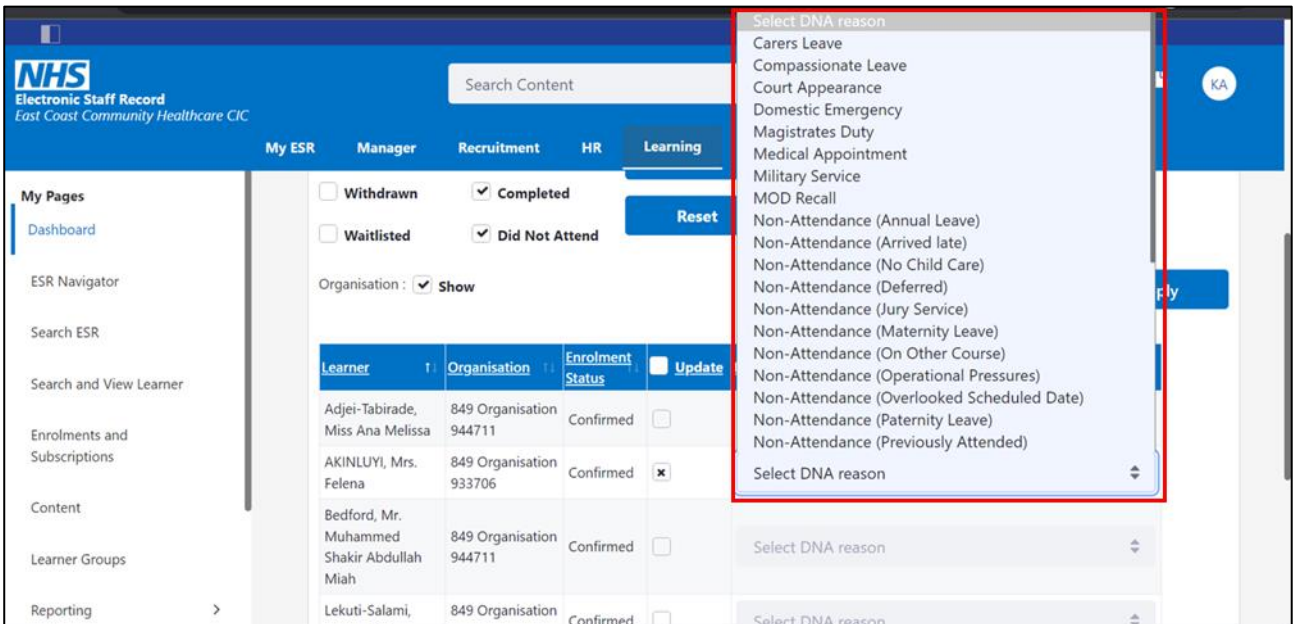 NHS
Electronic Staff Record
East Coast Community Healthcare CIC
Search Content
KA
My ESR
Manager
Recruitment
HR
Learning
My Pages
Dashboard
ESR Navigator
Search ESR
Search and View Learner
Enrolments and
Subscriptions
Content
Learner Groups
Reporting
Withdrawn
Completed
Reset
Waitlisted
Did Not Attend
Organisation : Show
ply
Select DNA reason
Carers Leave
Compassionate Leave
Court Appearance
Domestic Emergency
Magistrates Duty
Medical Appointment
Military Service
MOD Recall
Non-Attendance (Annual Leave)
Non-Attendance (Arrived late)
Non-Attendance (No Child Care)
Non-Attendance (Deferred)
Non-Attendance (Jury Service)
Non-Attendance (Maternity Leave)
Non-Attendance (On Other Course)
Non-Attendance (Operational Pressures)
Non-Attendance (Overlooked Scheduled Date)
Non-Attendance (Paternity Leave)
Non-Attendance (Previously Attended)
Learner
Organisation
Enrolment
Status
Update
Adjei-Tabirade,
Miss Ana Melissa
849 Organisation
944711
Confirmed
AKINLUYI, Mrs.
Felena
849 Organisation
933706
Confirmed
Select DNA reason
Bedford, Mr.
Muhammed
Shakir Abdullah
Miah
849 Organisation
944711
Confirmed
Select DNA reason
Lekuti-Salami,
849 Organisation
Confirmed
Select DNA reason